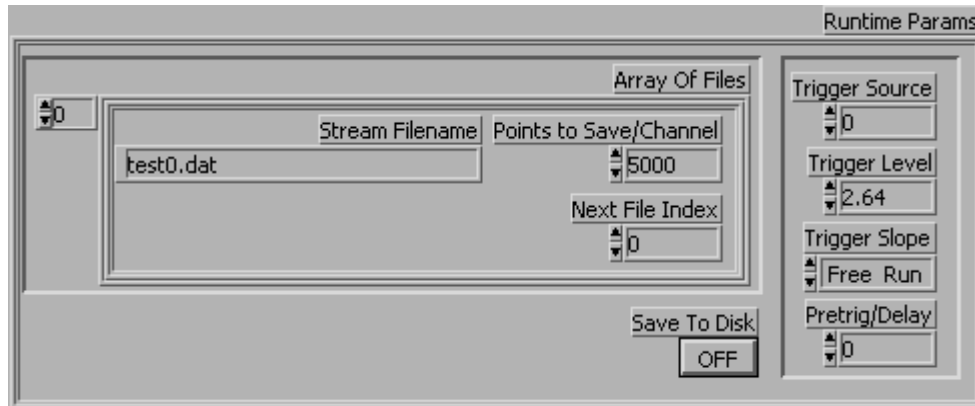 Runtime Params
Array Of Files
0
Stream Filename
test0.dat
Points to Save/Channel
5000
Next File Index
0
Save To Disk
OFF
Trigger Source
0
Trigger Level
2.64
Trigger Slope
Free Run
Pretrig/Delay
0